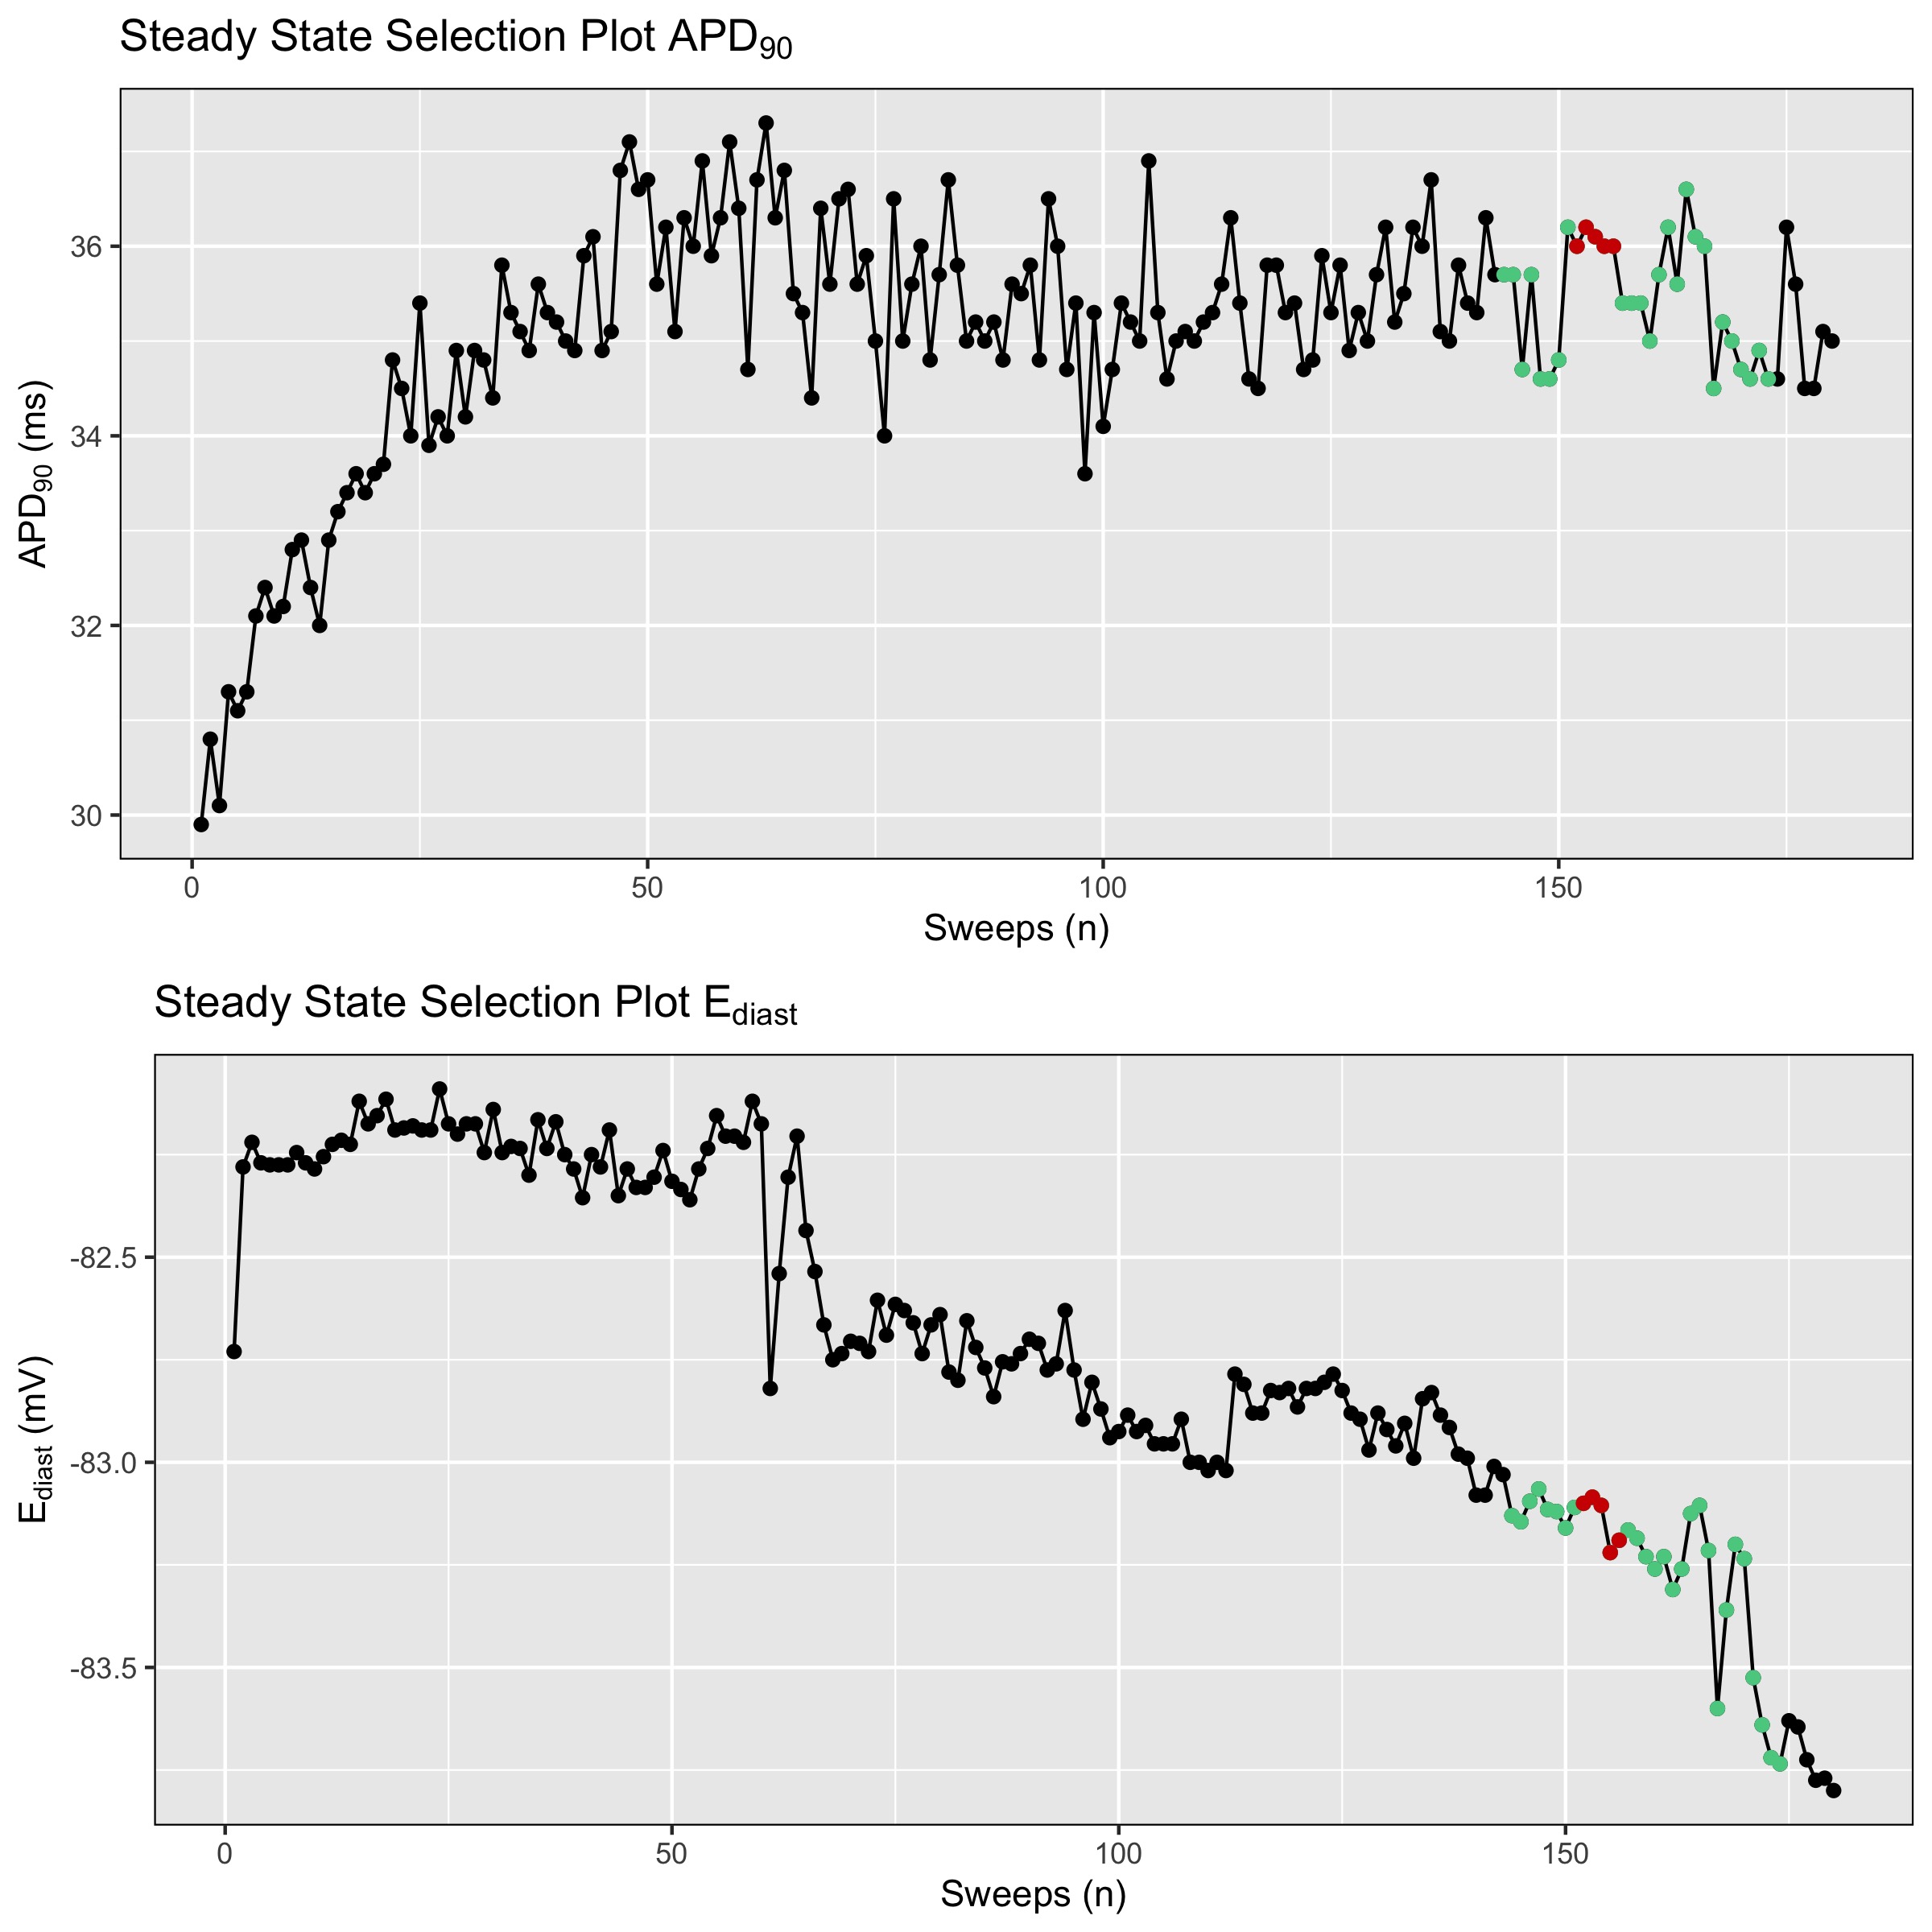 Steady State Selection Plot APD90
36
34
32
30
APD90 (ms)
0 50 100 150
Sweeps (n)
Steady State Selection Plot Ediast
-82.5
-83.0
-83.5
Ediast (mV)
0 50 100 150
Sweeps (n)